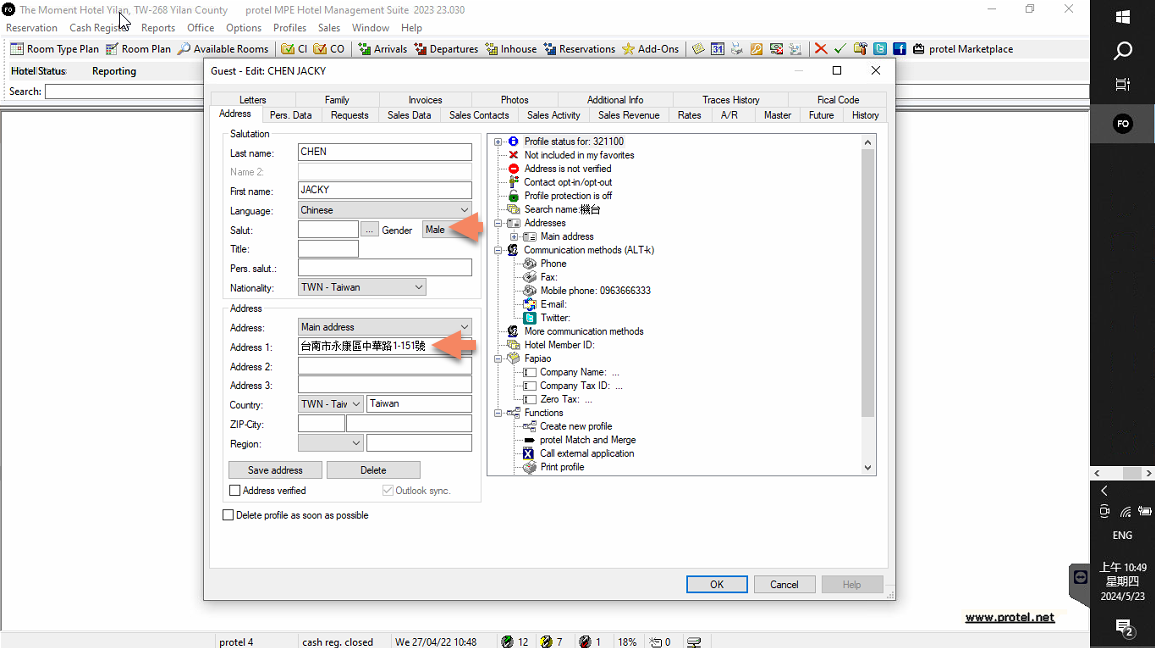 The Moment Hotel Yilan, TW-268 Yilan County protel MPE Hotel Management Suite 2023 23.030
Reservation Cash Register Reports Office Options Profiles Sales Window Help
Room Type Plan Room Plan Available Rooms CI CO Arrivals Departures Inhouse Reservations Add-Ons 31 protel Marketplace
Hotel Status Reporting
Search:
Guest - Edit: CHEN JACKY
Letters Family Invoices Photos Additional Info Traces History Fical Code
Address Pers. Data Requests Sales Data Sales Contacts Sales Activity Sales Revenue Rates A/R Master Future History
Salutation
Last name: CHEN
Name 2:
First name: JACKY
Language: Chinese
Salut: ... Gender Male
Title:
Pers. salut.:
Nationality: TWN - Taiwan
Address
Address: Main address
Address 1: 台南市永康區中華路1-151號
Address 2:
Address 3:
Country: TWN - Taiv Taiwan
ZIP-City:
Region:
Save address Delete
Address verified Outlook sync.
Delete profile as soon as possible
Profile status for: 321100
Not included in my favorites
Address is not verified
Contact opt-in/opt-out
Profile protection is off
Search name:機台
Addresses
Main address
Communication methods (ALT-k)
Phone
Fax:
Mobile phone: 0963666333
E-mail:
Twitter:
More communication methods
Hotel Member ID:
Fapiao
Company Name: ...
Company Tax ID: ...
Zero Tax: ...
Functions
Create new profile
protel Match and Merge
Call external application
Print profile
OK Cancel Help
www.protel.net
protel 4 cash reg. closed We 27/04/22 10:48 12 7 1 18% 0
FO
ENG
上午 10:49
星期四
2024/5/23
2